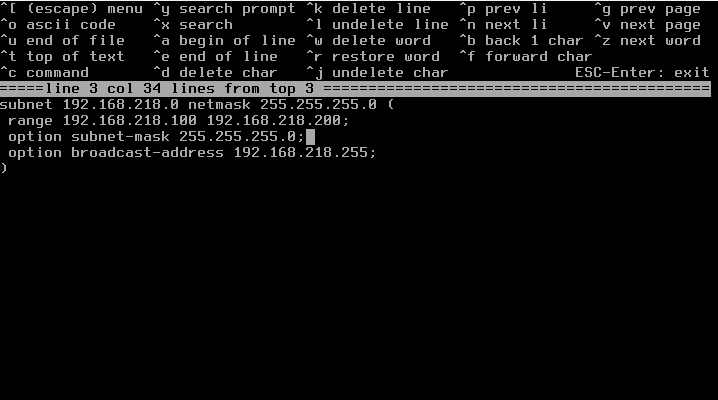 ^[ (escape) menu ^y search prompt ^k delete line ^p prev li ^g prev page
^o ascii code ^x search ^l undelete line ^n next li ^v next page
^u end of file ^a begin of line ^w delete word ^b back 1 char ^z next word
^t top of text ^e end of line ^r restore word ^f forward char
^c command ^d delete char ^j undelete char ESC-Enter: exit
=====line 3 col 34 lines from top 3 ===========================================
subnet 192.168.218.0 netmask 255.255.255.0 (
range 192.168.218.100 192.168.218.200;
option subnet-mask 255.255.255.0;
option broadcast-address 192.168.218.255;
)